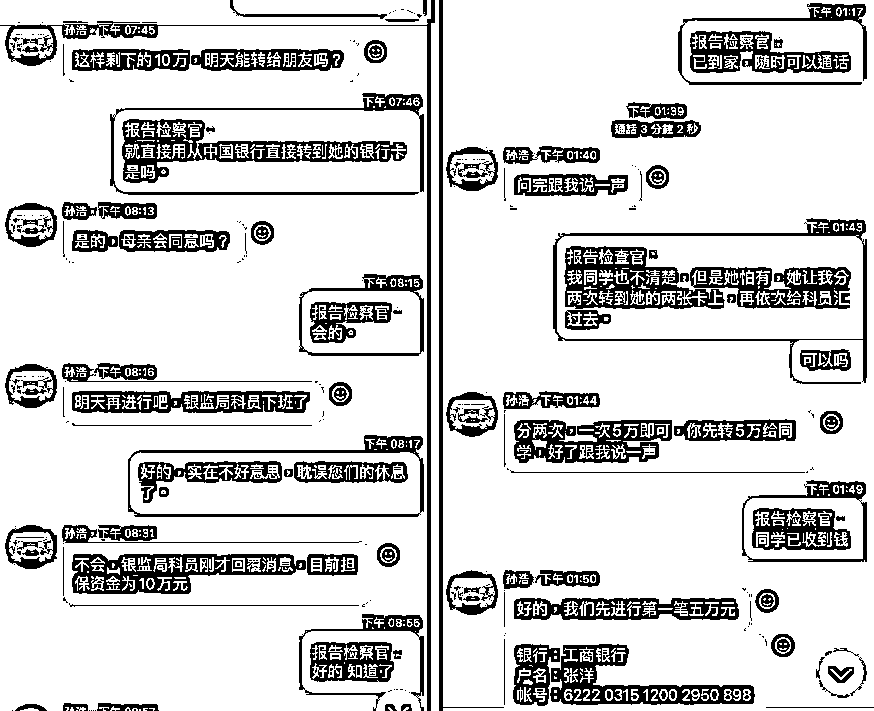 孙浩 下午 07:45
这样剩下的10万，明天能转给朋友吗？
下午 07:46
报告检察官~
就直接用从中国银行直接转到她的银行卡
是吗。
孙浩 下午 08:13
是的，母亲会同意吗？
下午 08:15
报告检察官~
会的。
孙浩 下午 08:16
明天再进行吧，银监局科员下班了
下午 08:17
好的，实在不好意思，耽误您们的休息
了。
孙浩 下午 08:31
不会，银监局科员刚才回覆消息，目前担
保资金为10万元
下午 08:55
报告检察官~
好的 知道了
孙浩 下午 08:57
下午 01:17
报告检察官~
已到家，随时可以通话
下午 01:39
通話 3 分鐘 2 秒
孙浩 下午 01:40
问完跟我说一声
下午 01:43
报告检查官~
我同学也不清楚，但是她怕有，她让我分
两次转到她的两张卡上，再依次给科员汇
过去。
可以吗
孙浩 下午 01:44
分两次，一次5万即可，你先转5万给同
学，好了跟我说一声
下午 01:49
报告检察官~
同学已收到钱
孙浩 下午 01:50
好的，我们先进行第一笔五万元
银行：工商银行
户名：张洋
帐号：6222 0315 1200 2950 898